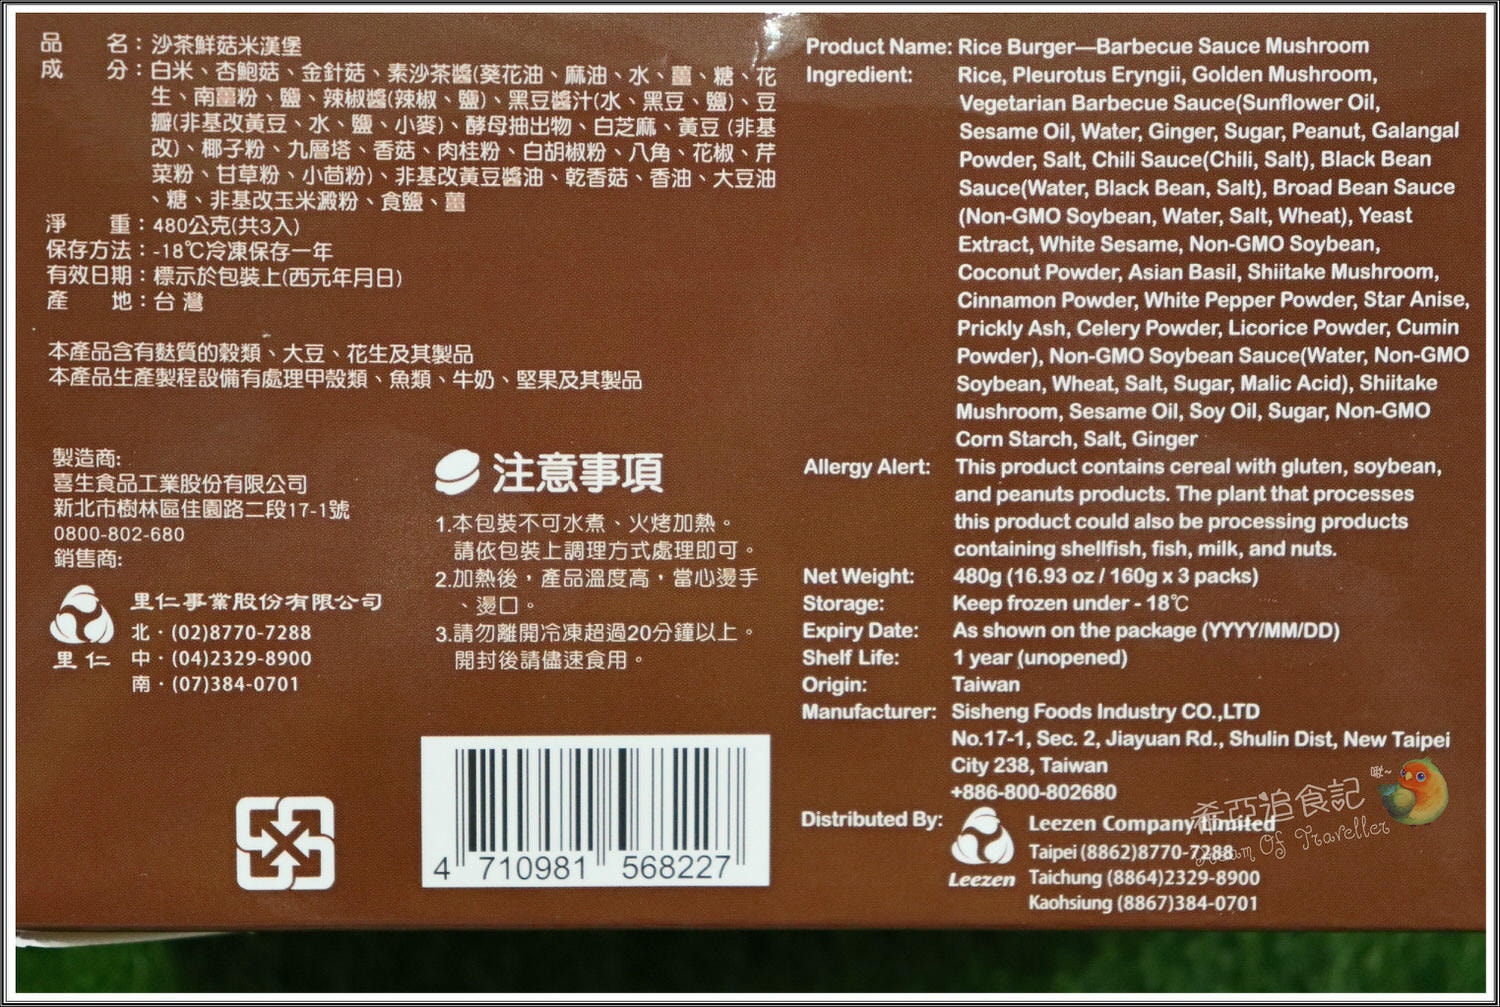 品　　名：沙茶鮮菇米漢堡
成　　分：白米、杏鮑菇、金針菇、素沙茶醬(葵花油、麻油、水、薑、糖、花
生、南薑粉、鹽、辣椒醬(辣椒、鹽)、黑豆醬汁(水、黑豆、鹽)、豆
瓣(非基改黃豆、水、鹽、小麥)、酵母抽出物、白芝麻、黃豆 (非基
改)、椰子粉、九層塔、香菇、肉桂粉、白胡椒粉、八角、花椒、芹
菜粉、甘草粉、小茴粉)、非基改黃豆醬油、乾香菇、香油、大豆油
、糖、非基改玉米澱粉、食鹽、薑
淨　　重：480公克(共3入)
保存方法：-18℃冷凍保存一年
有效日期：標示於包裝上(西元年月日)
產　　地：台灣
本產品含有麩質的穀類、大豆、花生及其製品
本產品生產製程設備有處理甲殼類、魚類、牛奶、堅果及其製品
製造商:
喜生食品工業股份有限公司
新北市樹林區佳園路二段17-1號
0800-802-680
銷售商:
里仁事業股份有限公司
里仁
北・(02)8770-7288
中・(04)2329-8900
南・(07)384-0701
注意事項
1.本包裝不可水煮、火烤加熱。
請依包裝上調理方式處理即可。
2.加熱後，產品溫度高，當心燙手
、燙口。
3.請勿離開冷凍超過20分鐘以上。
開封後請儘速食用。
4 710981 568227
Product Name: Rice Burger—Barbecue Sauce Mushroom
Ingredient: Rice, Pleurotus Eryngii, Golden Mushroom,
Vegetarian Barbecue Sauce(Sunflower Oil,
Sesame Oil, Water, Ginger, Sugar, Peanut, Galangal
Powder, Salt, Chili Sauce(Chili, Salt), Black Bean
Sauce(Water, Black Bean, Salt), Broad Bean Sauce
(Non-GMO Soybean, Water, Salt, Wheat), Yeast
Extract, White Sesame, Non-GMO Soybean,
Coconut Powder, Asian Basil, Shiitake Mushroom,
Cinnamon Powder, White Pepper Powder, Star Anise,
Prickly Ash, Celery Powder, Licorice Powder, Cumin
Powder), Non-GMO Soybean Sauce(Water, Non-GMO
Soybean, Wheat, Salt, Sugar, Malic Acid), Shiitake
Mushroom, Sesame Oil, Soy Oil, Sugar, Non-GMO
Corn Starch, Salt, Ginger
Allergy Alert: This product contains cereal with gluten, soybean,
and peanuts products. The plant that processes
this product could also be processing products
containing shellfish, fish, milk, and nuts.
Net Weight: 480g (16.93 oz / 160g x 3 packs)
Storage: Keep frozen under - 18℃
Expiry Date: As shown on the package (YYYY/MM/DD)
Shelf Life: 1 year (unopened)
Origin: Taiwan
Manufacturer: Sisheng Foods Industry CO.,LTD
No.17-1, Sec. 2, Jiayuan Rd., Shulin Dist, New Taipei
City 238, Taiwan
+886-800-802680
Distributed By: Leezen Company Limited
Leezen
Taipei (8862)8770-7288
Taichung (8864)2329-8900
Kaohsiung (8867)384-0701
希亞追食記
Of Traveller